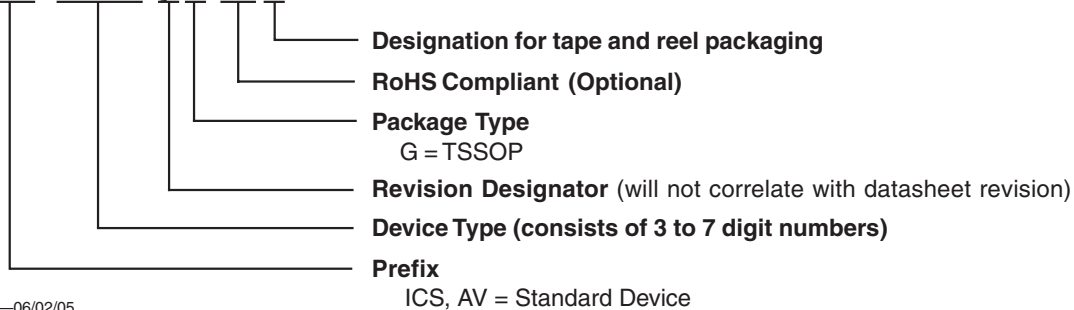 Designation for tape and reel packaging
RoHS Compliant (Optional)
Package Type
G = TSSOP
Revision Designator (will not correlate with datasheet revision)
Device Type (consists of 3 to 7 digit numbers)
Prefix
ICS, AV = Standard Device
—06/02/05